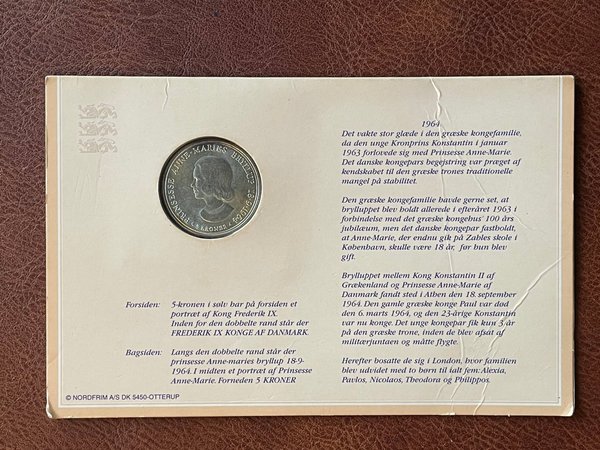 PRINSESSE ANNE-MARIES BRYLLUP 18-9-1964
5 KRONER
Forsiden: 5-kronen i sølv har på forsiden et
portræt af Kong Frederik IX.
Inden for den dobbelte rand står der
FREDERIK IX KONGE AF DANMARK.
Bagsiden: Langs den dobbelte rand står der
prinsesse Anne-maries bryllup 18-9-
1964. I midten et portræt af Prinsesse
Anne-Marie. Forneden 5 KRONER
© NORDFRIM A/S DK 5450-OTTERUP
1964
Det vakte stor glæde i den græske kongefamilie,
da den unge Kronprins Konstantin i januar
1963 forlovede sig med Prinsesse Anne-Marie.
Det danske kongepars begejstring var præget af
kendskabet til den græske trones traditionelle
mangel på stabilitet.
Den græske kongefamilie havde gerne set, at
brylluppet blev holdt allerede i efteråret 1963 i
forbindelse med det græske kongehus' 100 års
jubilæum, men det danske kongepar fastholdt,
at Anne-Marie, der endnu gik på Zahles skole i
København, skulle være 18 år, før hun blev
gift.
Brylluppet mellem Kong Konstantin II af
Grækenland og Prinsesse Anne-Marie af
Danmark fandt sted i Athen den 18. september
1964. Den gamle græske konge Paul var død
den 6. marts 1964, og den 23-årige Konstantin
var nu konge. Det unge kongepar fik kun 3 år
på den græske trone, inden de blev afsat af
militærjuntaen og måtte flygte.
Herefter bosatte de sig i London, hvor familien
blev udvidet med to børn til ialt fem: Alexia,
Pavlos, Nicolaos, Theodora og Philippos.